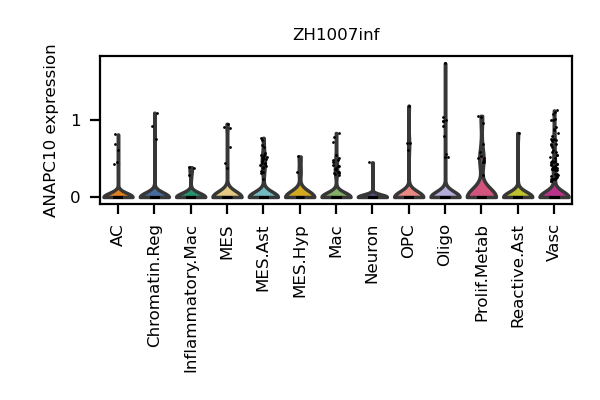 ZH1007inf
ANAPC10 expression
1
0
AC
Chromatin.Reg
Inflammatory.Mac
MES
MES.Ast
MES.Hyp
Mac
Neuron
OPC
Oligo
Prolif.Metab
Reactive.Ast
Vasc